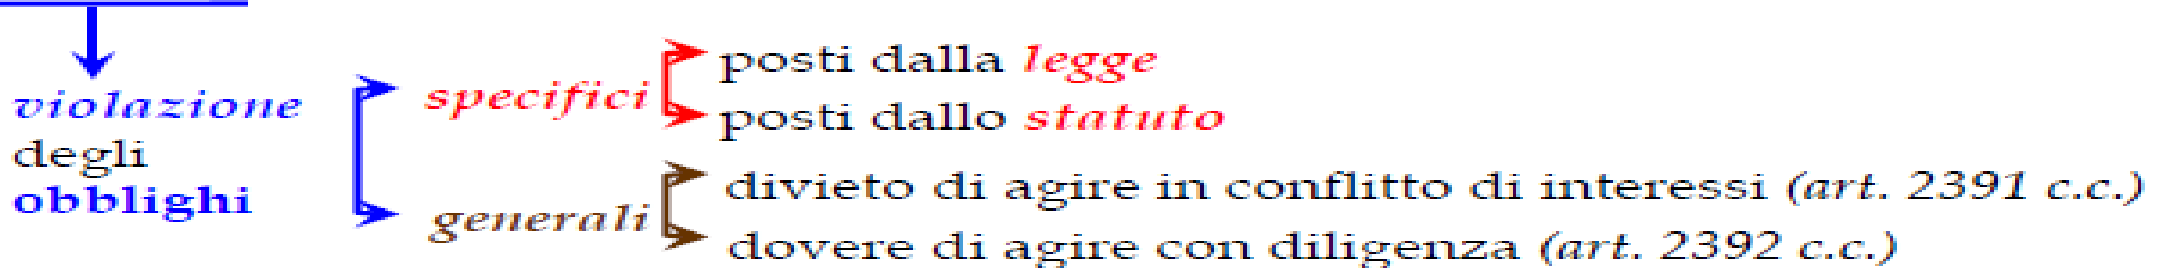 violazione
degli
obblighi
specifici
posti dalla legge
posti dallo statuto
generali
divieto di agire in conflitto di interessi (art. 2391 c.c.)
dovere di agire con diligenza (art. 2392 c.c.)